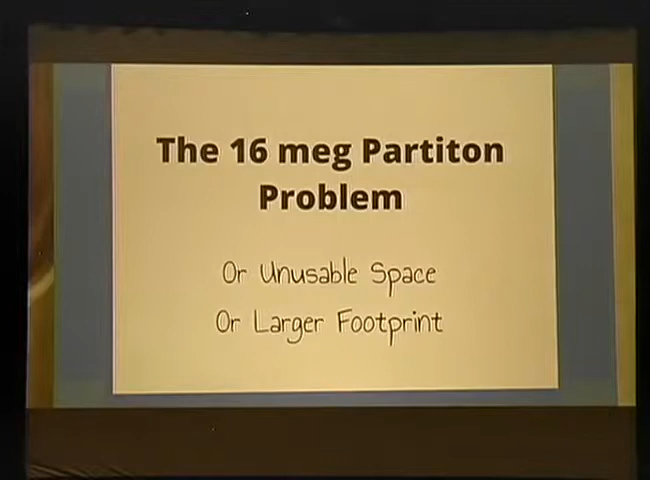 The 16 meg Partiton
Problem
Or Unusable Space
Or Larger Footprint